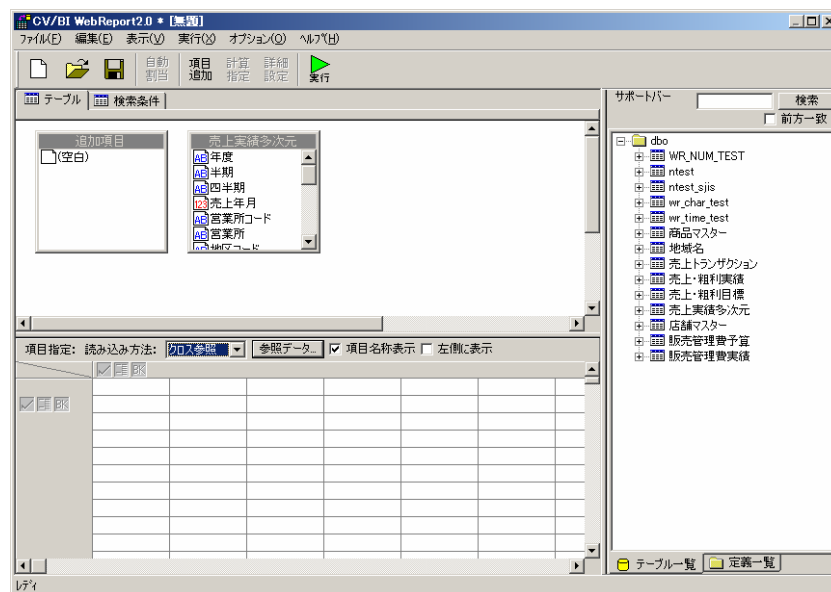 CV/BI WebReport2.0 * [無題]
ﾌｧｲﾙ(F) 編集(E) 表示(V) 実行(X) オプション(O) ﾍﾙﾌﾟ(H)
自動割当 項目追加 計算指定 詳細設定 実行
テーブル 検索条件
追加項目
(空白)
売上実績多次元
年度
半期
四半期
売上年月
営業所コード
営業所
地区コード
項目指定: 読み込み方法: クロス参照 参照データ... 項目名称表示 左側に表示
サポートバー 検索
前方一致
dbo
WR_NUM_TEST
ntest
ntest_sjis
wr_char_test
wr_time_test
商品マスター
地域名
売上トランザクション
売上・粗利実績
売上・粗利目標
売上実績多次元
店舗マスター
販売管理費予算
販売管理費実績
テーブル一覧 定義一覧
ﾚﾃﾞｨ